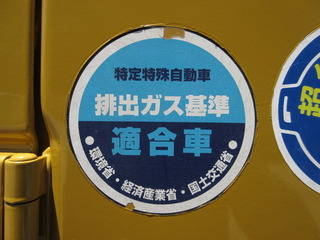 特定特殊自動車
排出ガス基準
適合車
・環境省・経済産業省・国土交通省・
超